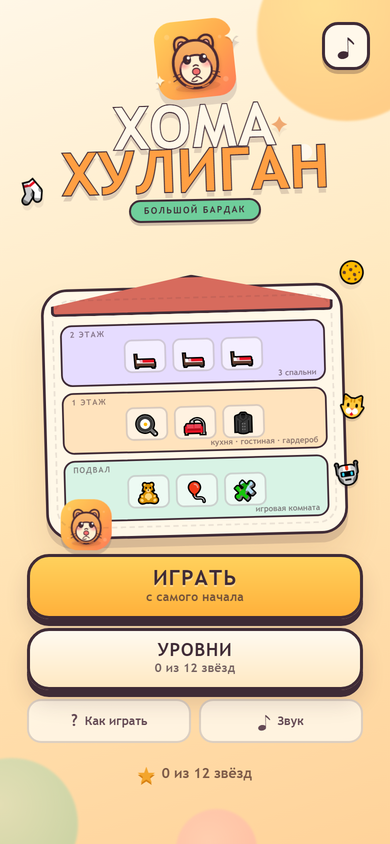 ХОМА
ХУЛИГАН
БОЛЬШОЙ БАРДАК
2 ЭТАЖ
3 спальни
1 ЭТАЖ
кухня · гостиная · гардероб
ПОДВАЛ
игровая комната
ИГРАТЬ
с самого начала
УРОВНИ
0 из 12 звёзд
? Как играть
Звук
0 из 12 звёзд